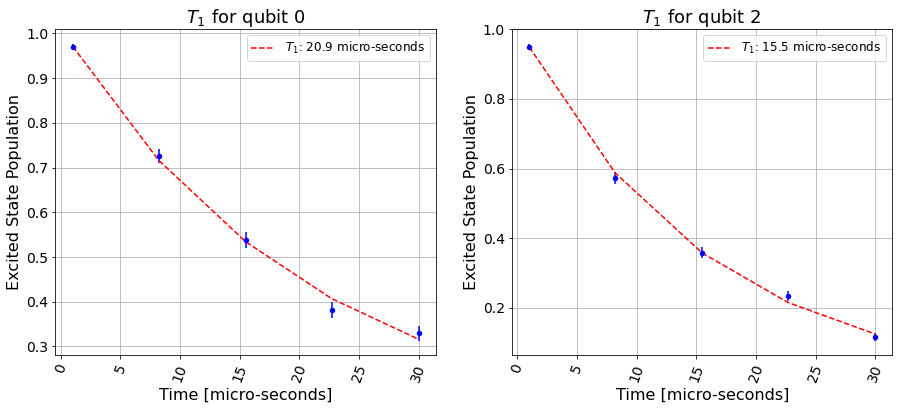 T₁ for qubit 0
T₁: 20.9 micro-seconds
Excited State Population
1.0
0.9
0.8
0.7
0.6
0.5
0.4
0.3
0 5 10 15 20 25 30
Time [micro-seconds]
T₁ for qubit 2
T₁: 15.5 micro-seconds
Excited State Population
1.0
0.8
0.6
0.4
0.2
0 5 10 15 20 25 30
Time [micro-seconds]